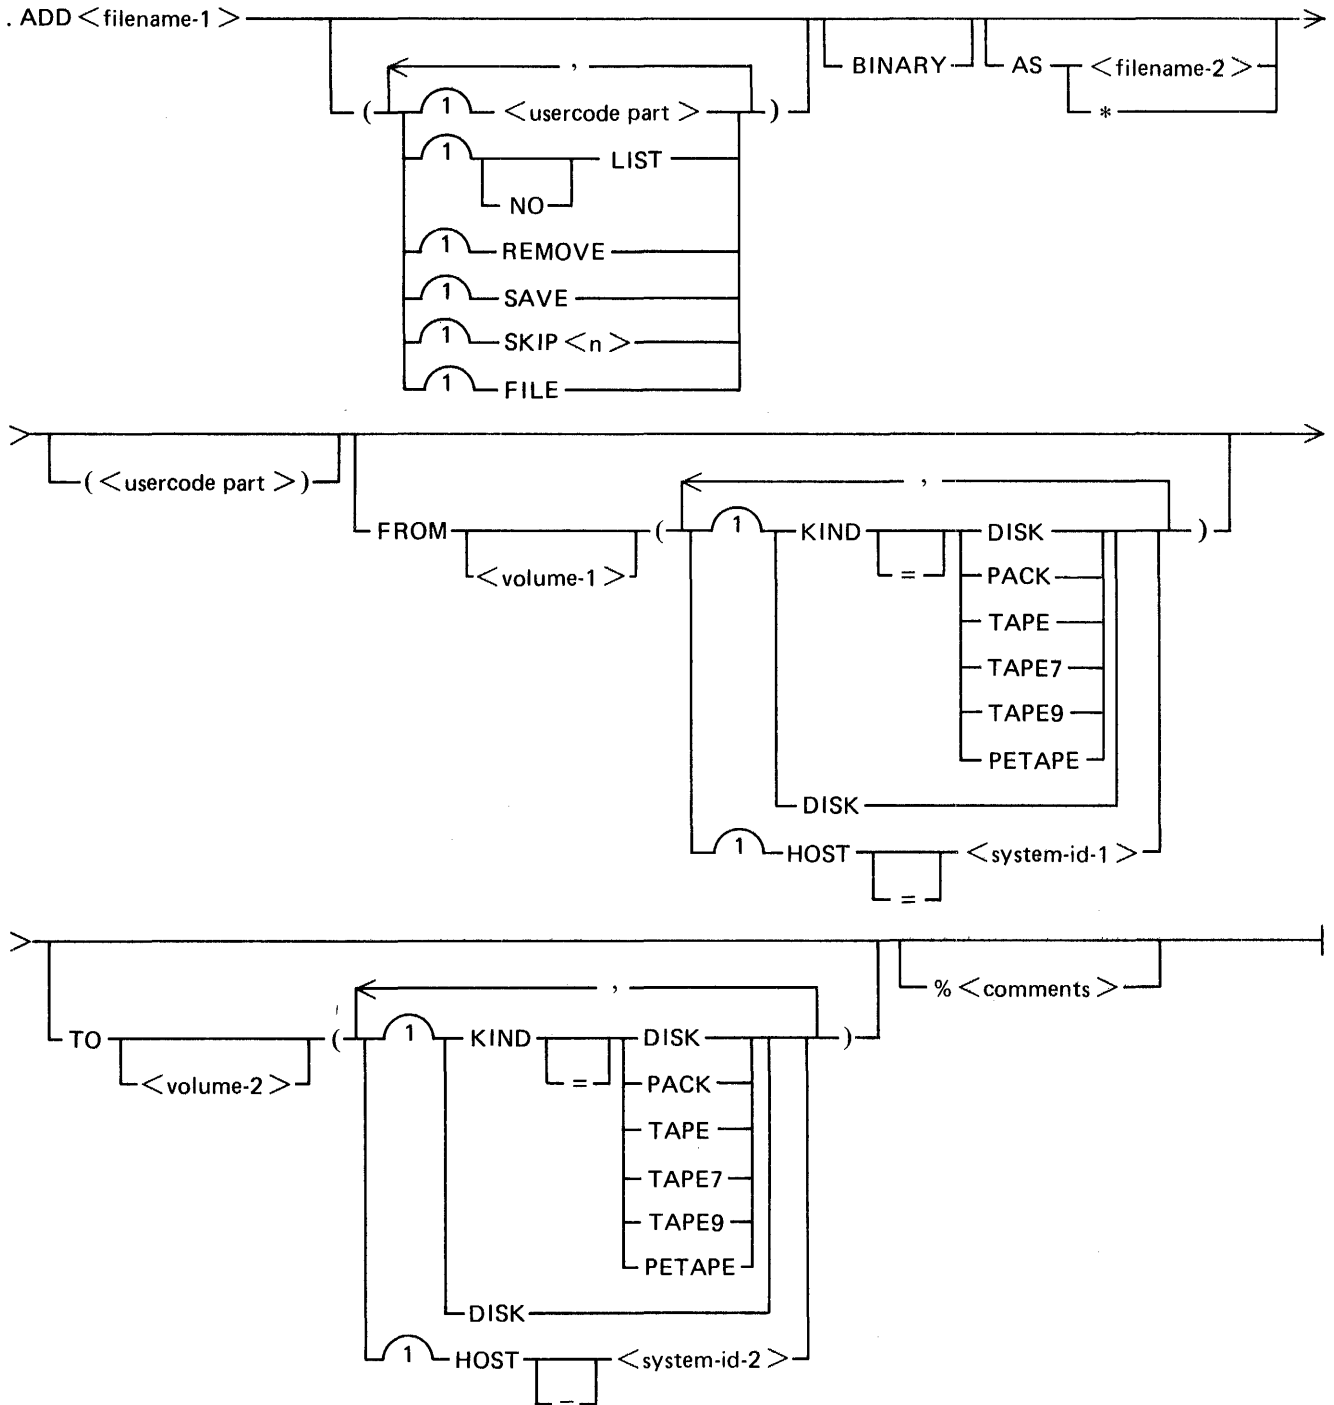 . ADD <filename-1>
,
BINARY AS <filename-2>
( 1 <usercode part> ) *
1 LIST
NO
1 REMOVE
1 SAVE
1 SKIP <n>
1 FILE
(<usercode part>) ,
FROM ( 1 KIND DISK )
<volume-1> = PACK
TAPE
TAPE7
TAPE9
PETAPE
DISK
1 HOST <system-id-1>
=
, % <comments>
TO ( 1 KIND DISK )
<volume-2> = PACK
TAPE
TAPE7
TAPE9
PETAPE
DISK
1 HOST <system-id-2>